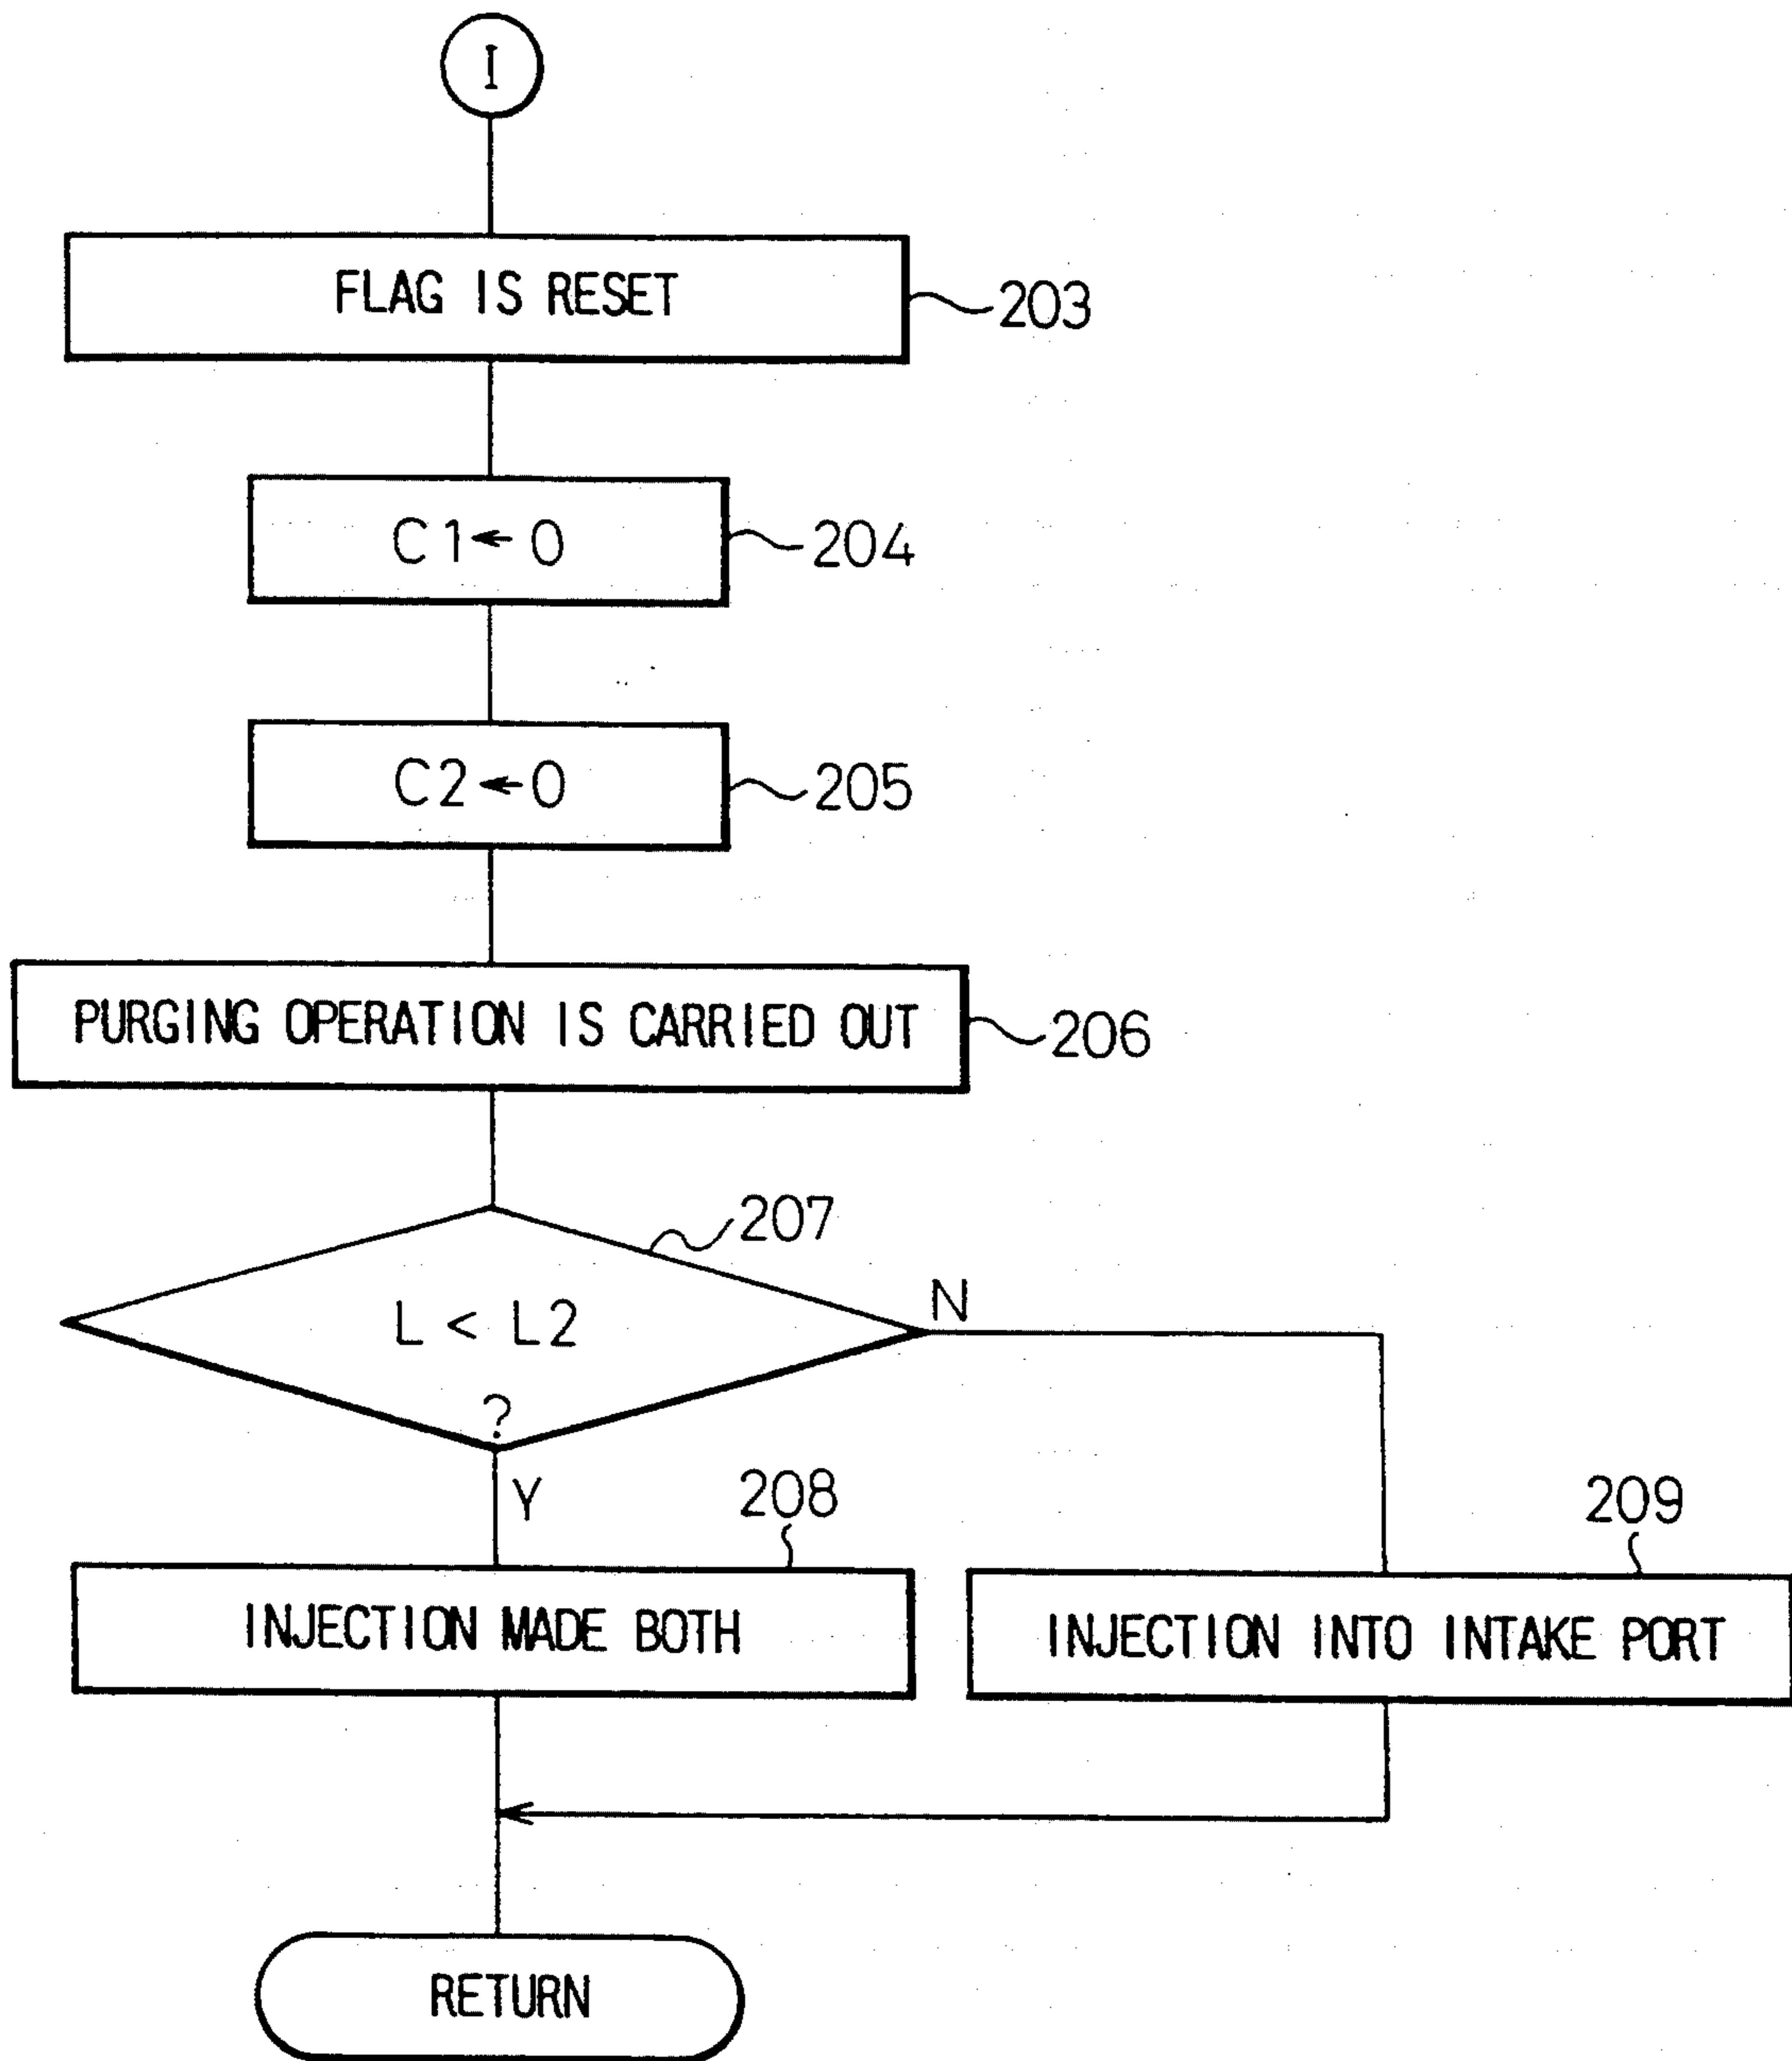 I
FLAG IS RESET
203
C1←0
204
C2←0
205
PURGING OPERATION IS CARRIED OUT
206
207
L < L2
?
N
Y
208
209
INJECTION MADE BOTH
INJECTION INTO INTAKE PORT
RETURN